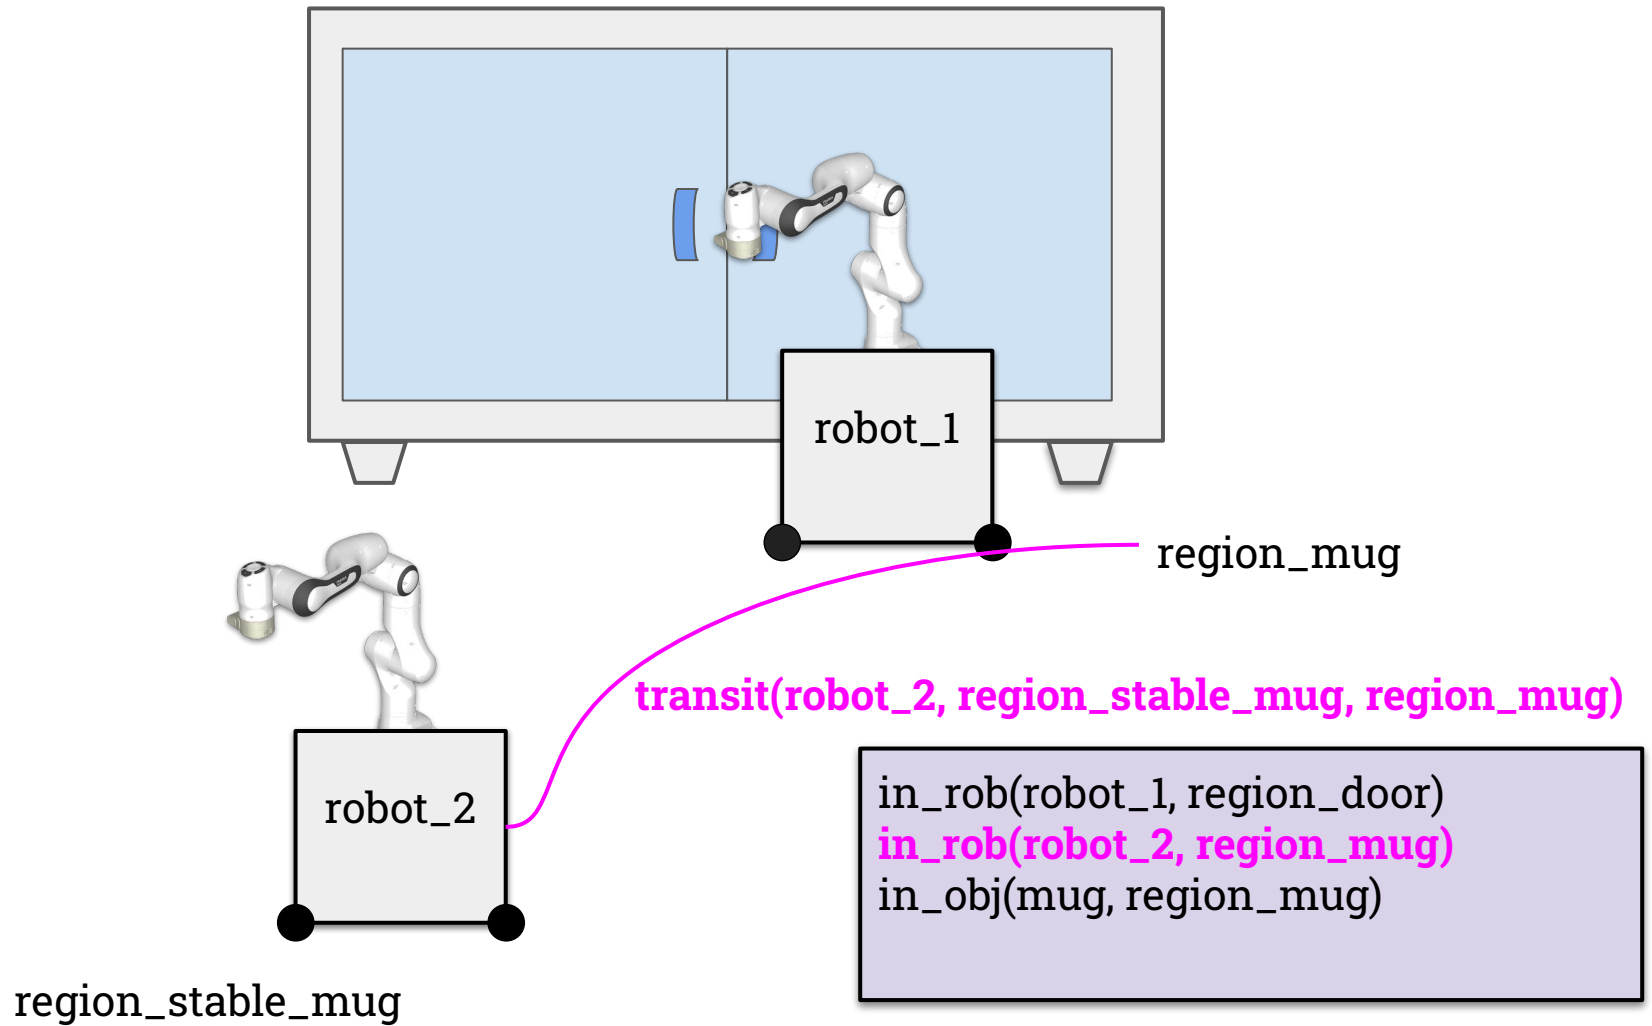 robot_1
region_mug
transit(robot_2, region_stable_mug, region_mug)
robot_2
in_rob(robot_1, region_door)
in_rob(robot_2, region_mug)
in_obj(mug, region_mug)
region_stable_mug